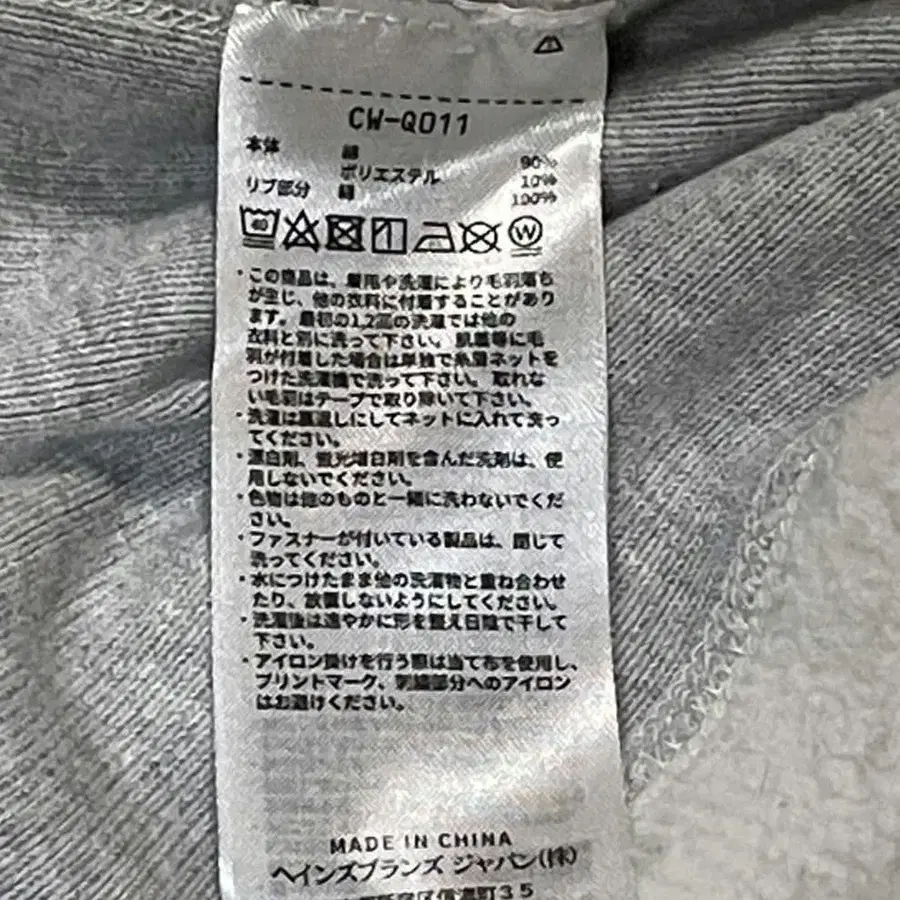 CW-Q011
本体 綿 90%
ポリエステル 10%
リブ部分 綿 100%
40
W
・この商品は、着用や洗濯により毛羽落ち
が生じ、他の衣料に付着することがあり
ます。最初の1,2回の洗濯では他の
衣料と別に洗って下さい。肌着等に毛
羽が付着した場合は単独で糸屑ネットを
つけた洗濯機で洗って下さい。取れな
い毛羽はテープで取り除いて下さい。
・洗濯は裏返しにしてネットに入れて洗っ
てください。
・漂白剤、蛍光増白剤を含んだ洗剤は、使
用しないでください。
・色物は他のものと一緒に洗わないでくだ
さい。
・ファスナーが付いている製品は、閉じて
洗ってください。
・水につけたまま他の洗濯物と重ね合わせ
たり、放置しないようにしてください。
・洗濯後は速やかに形を整え日陰で干して
下さい。
・アイロン掛けを行う際は当て布を使用し、
プリントマーク、刺繍部分へのアイロン
はお避けください。
MADE IN CHINA
ヘインズブランズ ジャパン(株)
区信濃町35